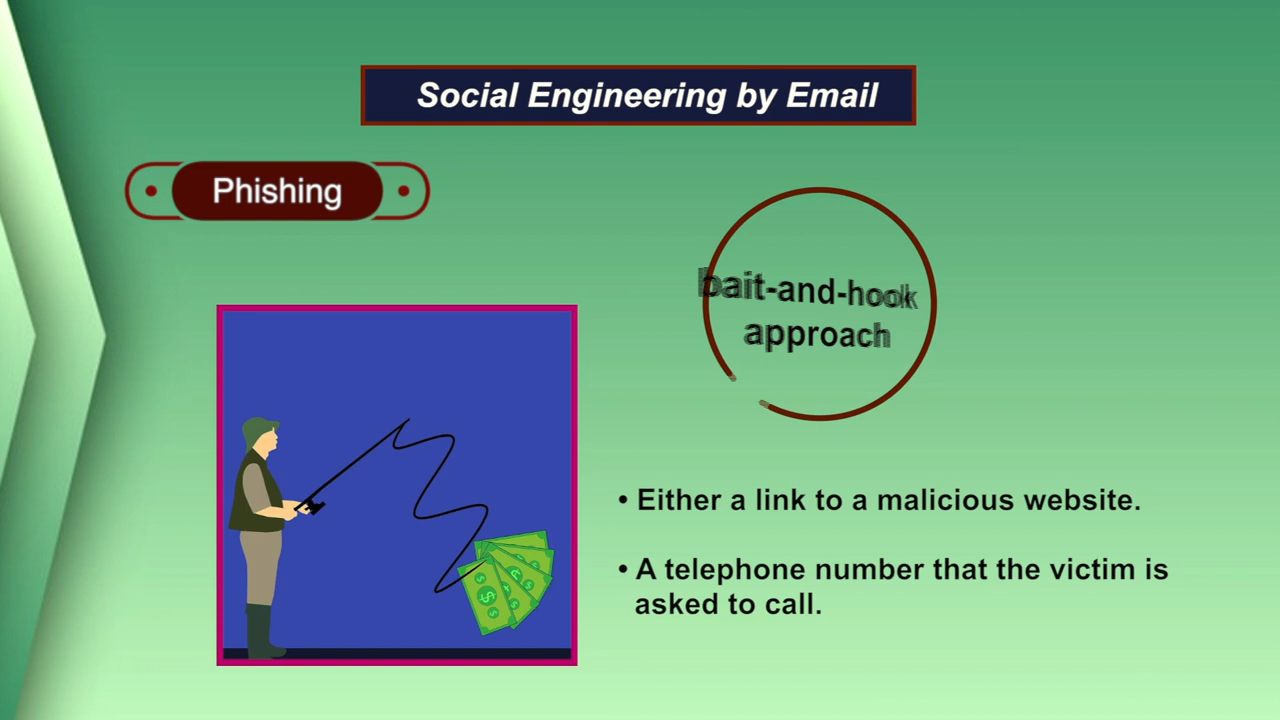 Social Engineering by Email
Phishing
bait-and-hook
approach
• Either a link to a malicious website.
• A telephone number that the victim is
asked to call.